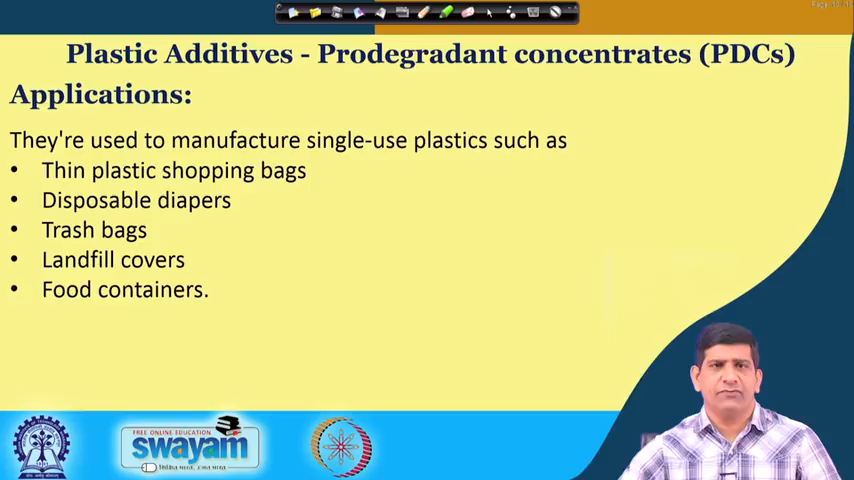 Plastic Additives - Prodegradant concentrates (PDCs)
Applications:
They're used to manufacture single-use plastics such as
• Thin plastic shopping bags
• Disposable diapers
• Trash bags
• Landfill covers
• Food containers.
FREE ONLINE EDUCATION
swayam